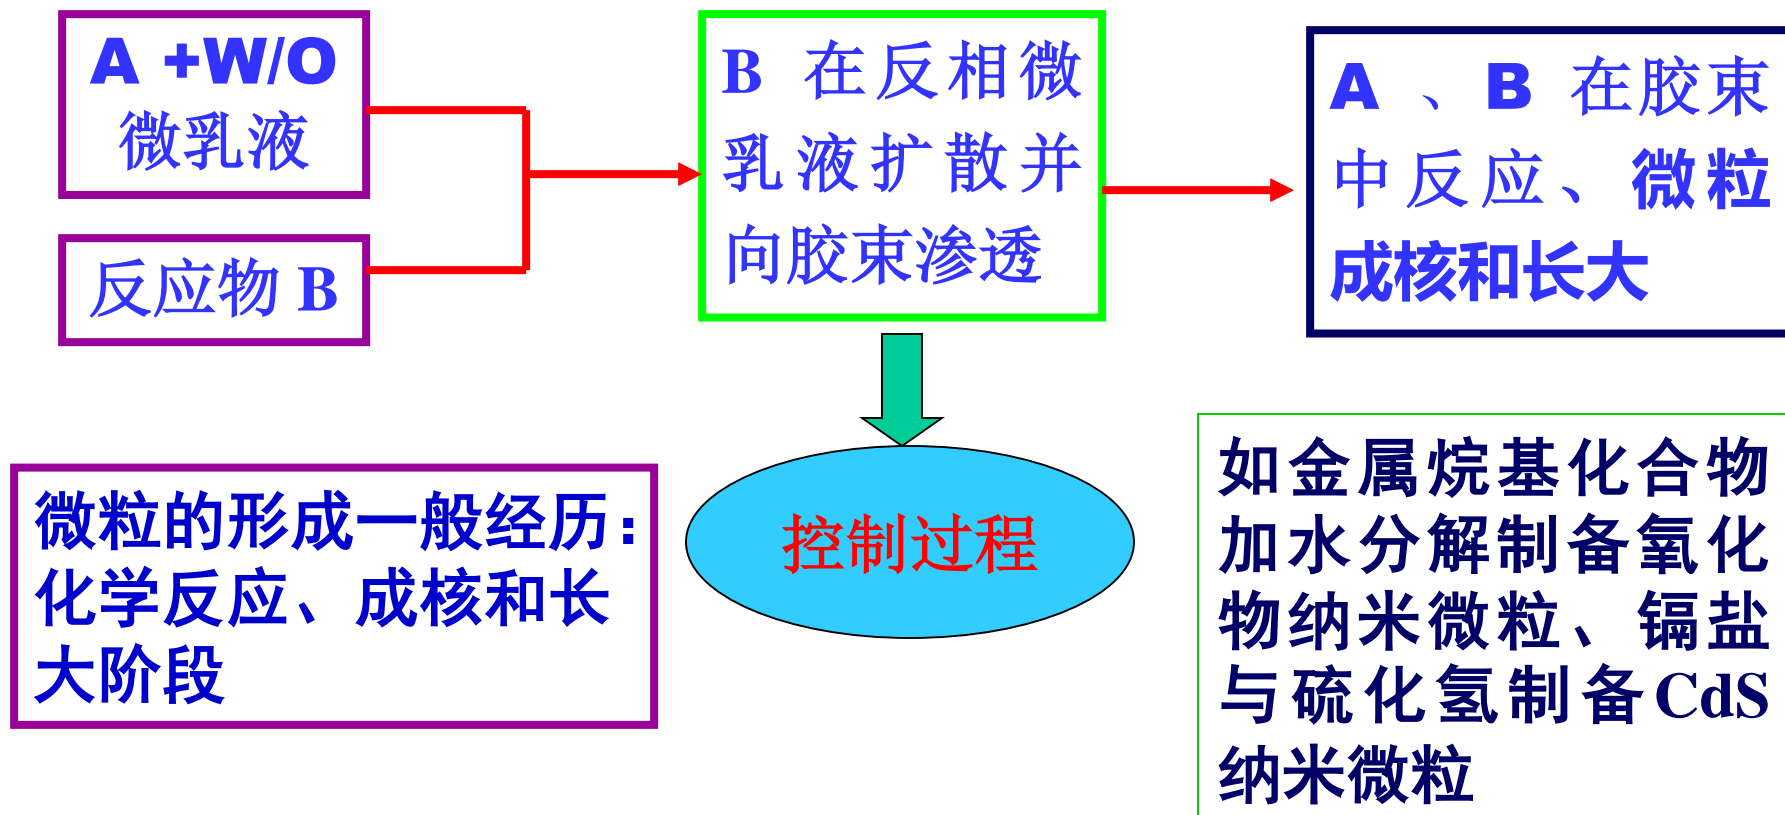 A +W/O
微乳液
反应物 B
B 在反相微
乳液扩散并
向胶束渗透
A 、B 在胶束
中反应、微粒
成核和长大
控制过程
微粒的形成一般经历：
化学反应、成核和长
大阶段
如金属烷基化合物
加水分解制备氧化
物纳米微粒、镉盐
与硫化氢制备CdS
纳米微粒